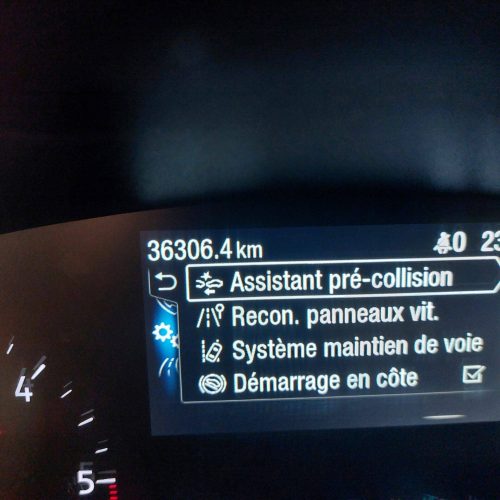 36306.4 km
0 23
Assistant pré-collision
Recon. panneaux vit.
Système maintien de voie
Démarrage en côte
4
5